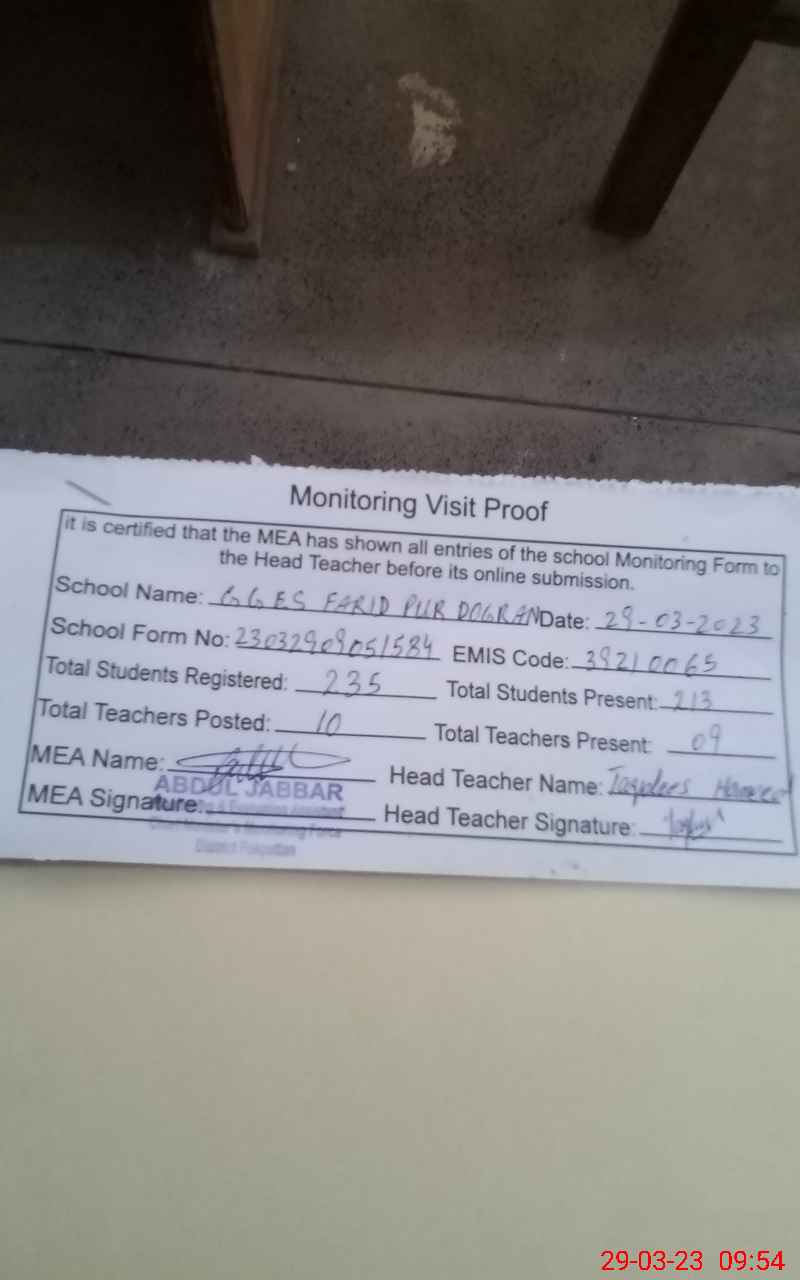 Monitoring Visit Proof
it is certified that the MEA has shown all entries of the school Monitoring Form to
the Head Teacher before its online submission.
School Name: GGES FARID PUR DOGRAN Date: 29-03-2023
School Form No: 23032909051584 EMIS Code: 39210065
Total Students Registered: 235 Total Students Present: 213
Total Teachers Posted: 10 Total Teachers Present: 09
MEA Name: Head Teacher Name:
ABDUL JABBAR
MEA Signature: Head Teacher Signature:
29-03-23 09:54